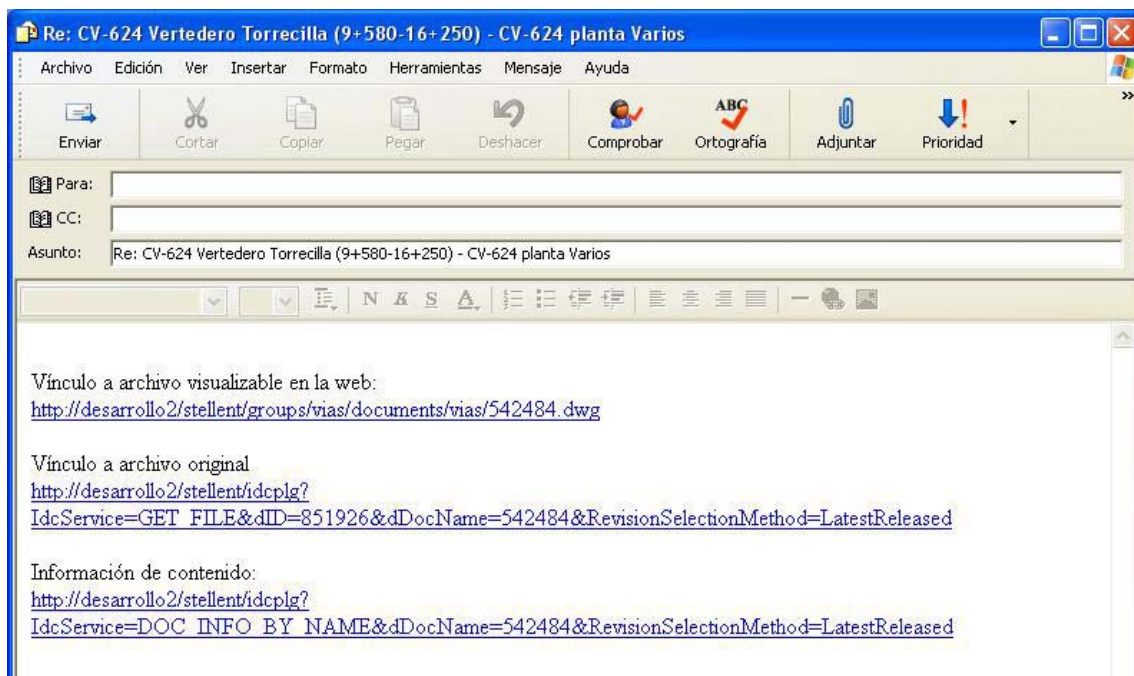 Re: CV-624 Vertedero Torrecilla (9+580-16+250) - CV-624 planta Varios
Archivo Edición Ver Insertar Formato Herramientas Mensaje Ayuda
Enviar Cortar Copiar Pegar Deshacer Comprobar Ortografía Adjuntar Prioridad
Para:
CC:
Asunto: Re: CV-624 Vertedero Torrecilla (9+580-16+250) - CV-624 planta Varios
N K S A
Vínculo a archivo visualizable en la web:
http://desarrollo2/stellent/groups/vias/documents/vias/542484.dwg
Vínculo a archivo original
http://desarrollo2/stellent/idcplg?
IdcService=GET_FILE&dID=851926&dDocName=542484&RevisionSelectionMethod=LatestReleased
Información de contenido:
http://desarrollo2/stellent/idcplg?
IdcService=DOC_INFO_BY_NAME&dDocName=542484&RevisionSelectionMethod=LatestReleased